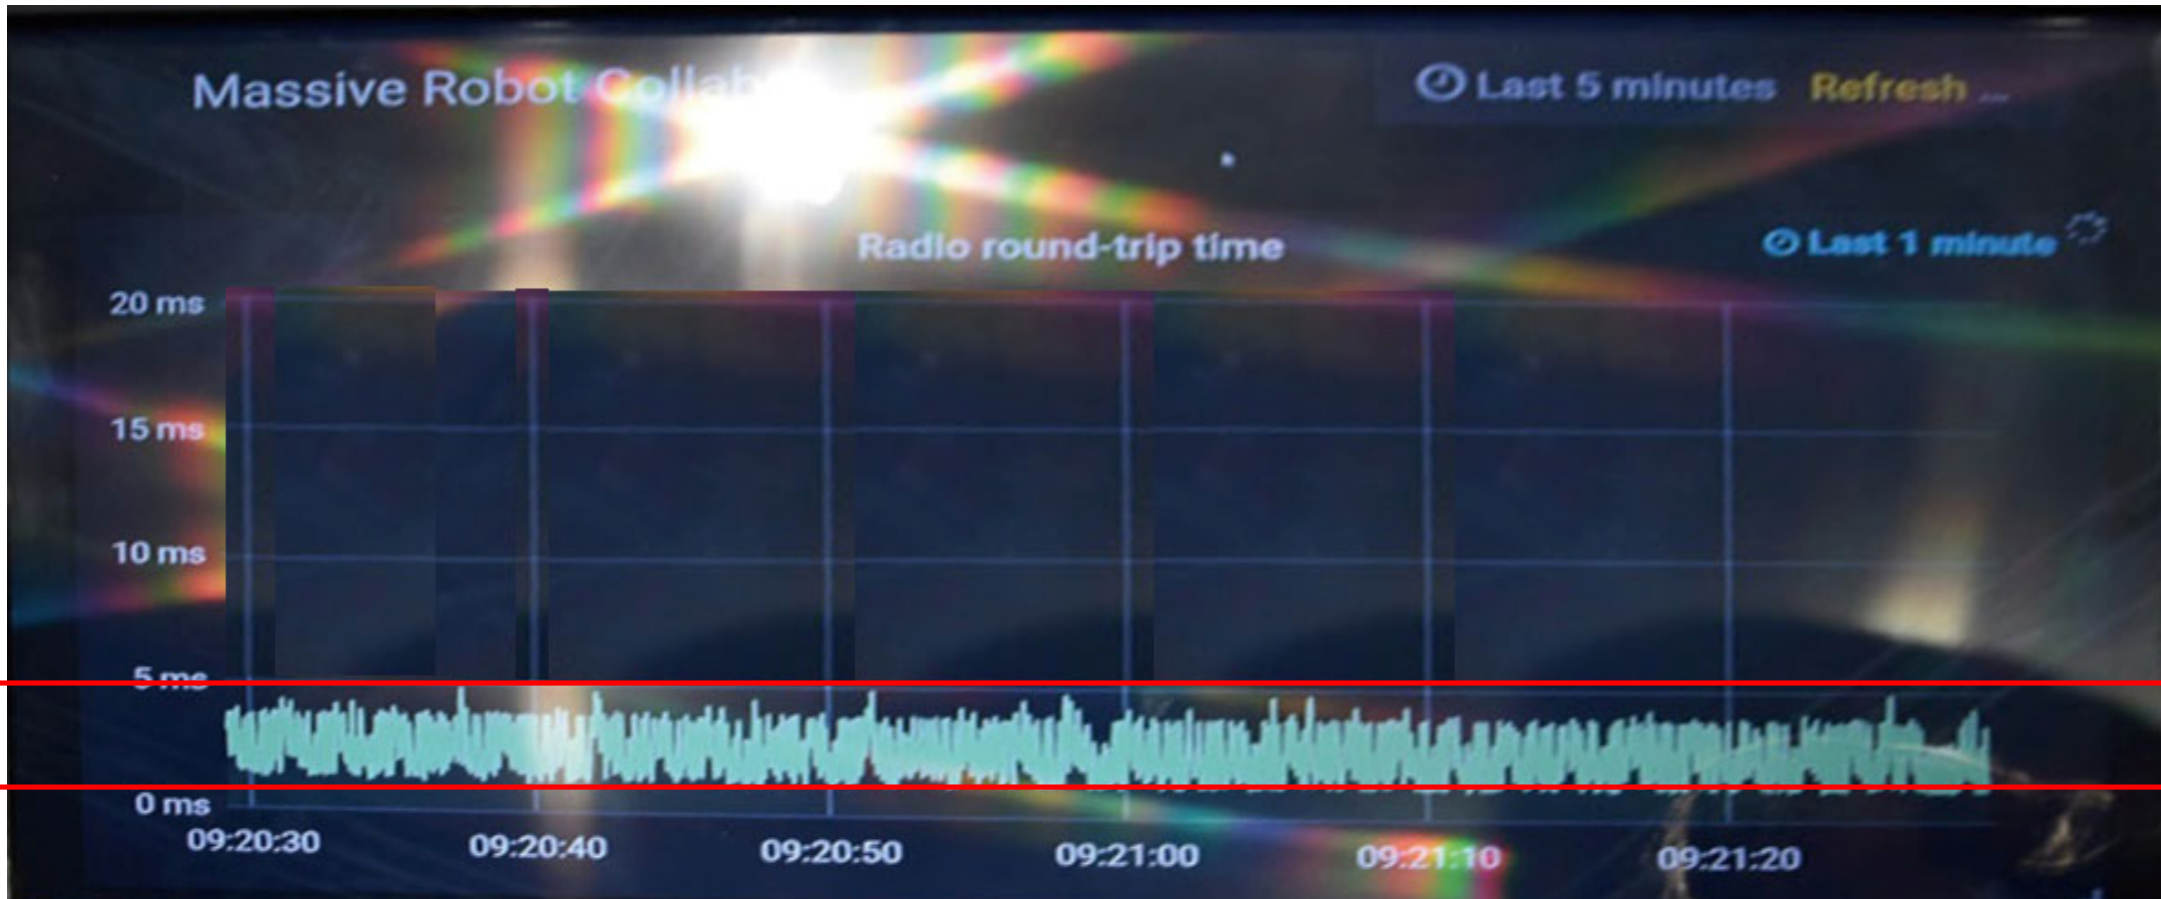 Massive Robot Collab
Last 5 minutes Refresh ...
Radio round-trip time
Last 1 minute
20 ms
15 ms
10 ms
5 ms
0 ms
09:20:30 09:20:40 09:20:50 09:21:00 09:21:10 09:21:20